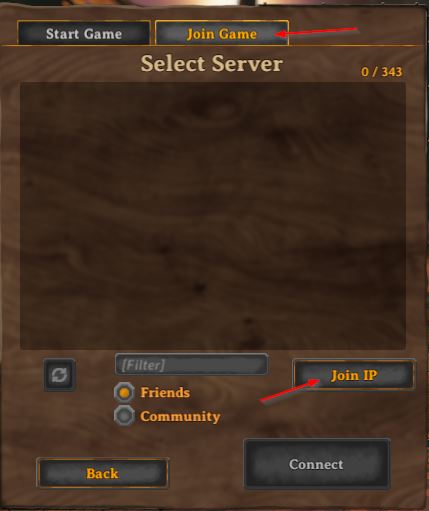 Start Game Join Game
Select Server
0 / 343
[Filter]
Join IP
Friends
Community
Connect
Back